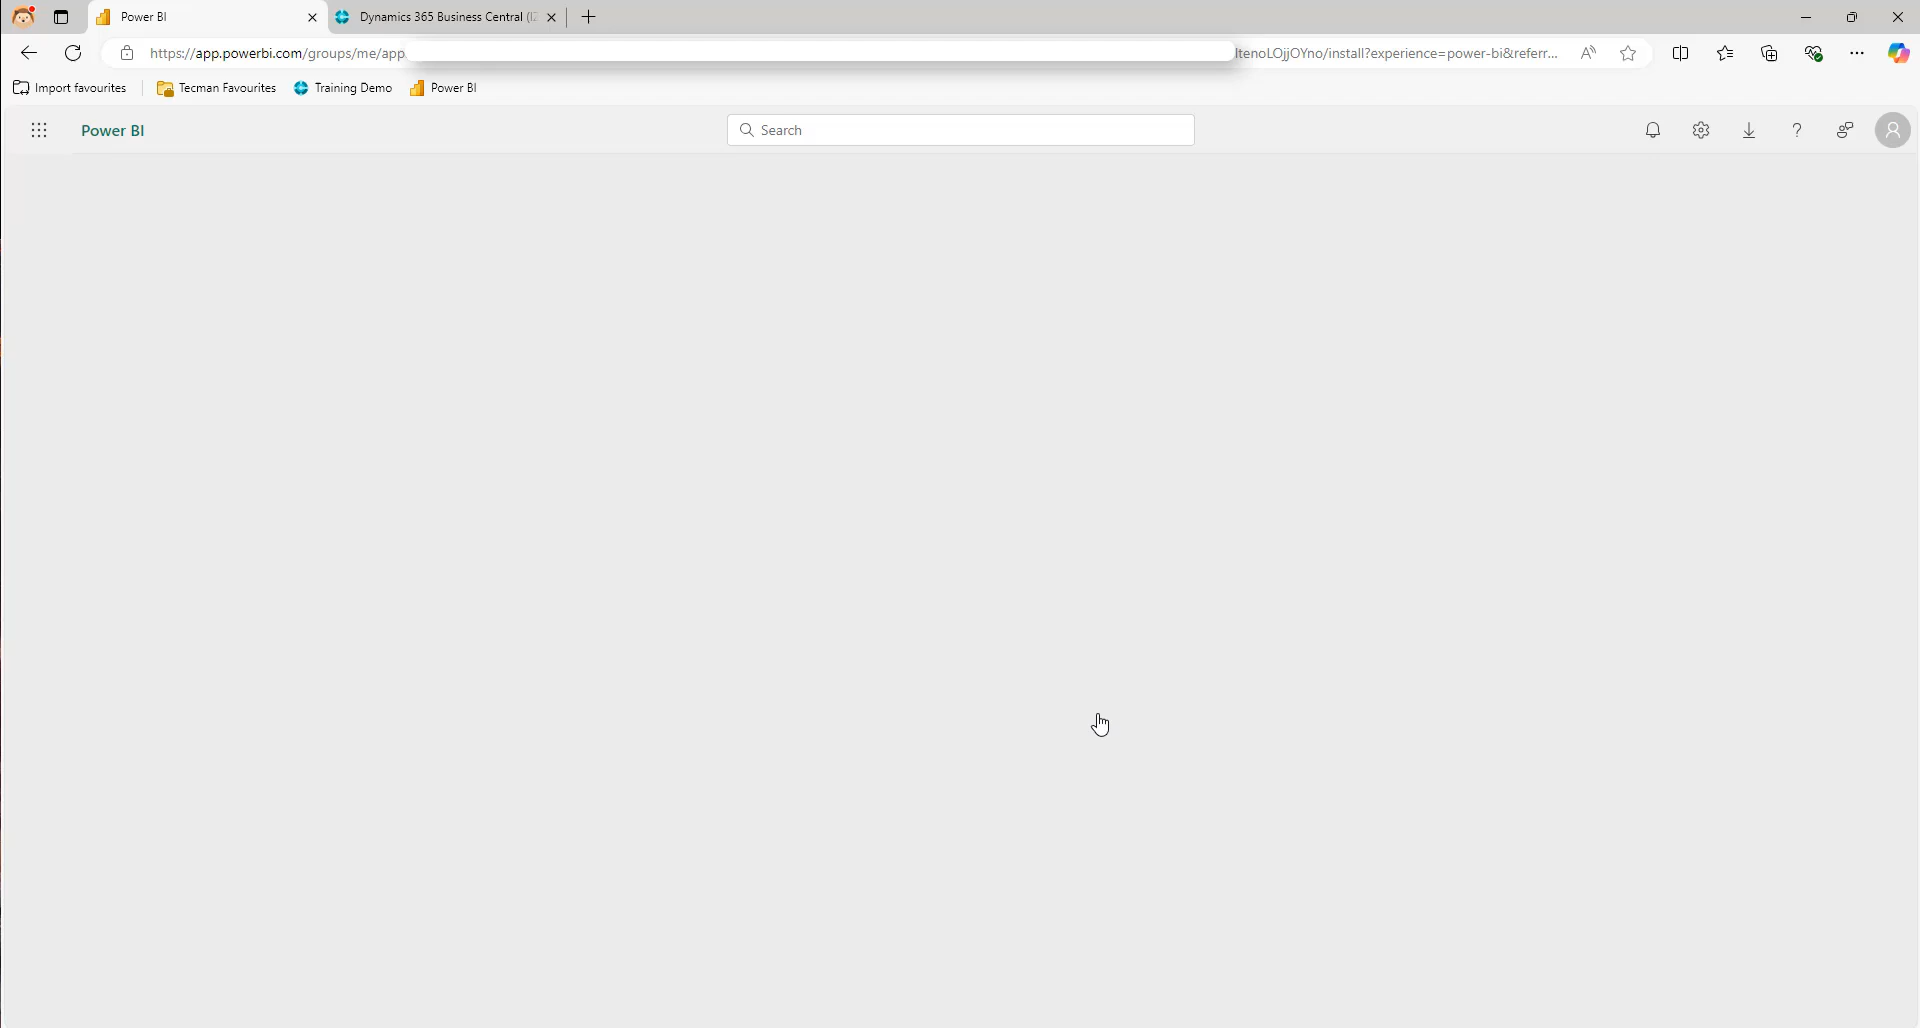 Power BI
Dynamics 365 Business Central (
https://app.powerbi.com/groups/me/app
ItenoLOjjOYno/install?experience=power-bi&referr...
Import favourites
Tecman Favourites
Training Demo
Power BI
Power BI
Search